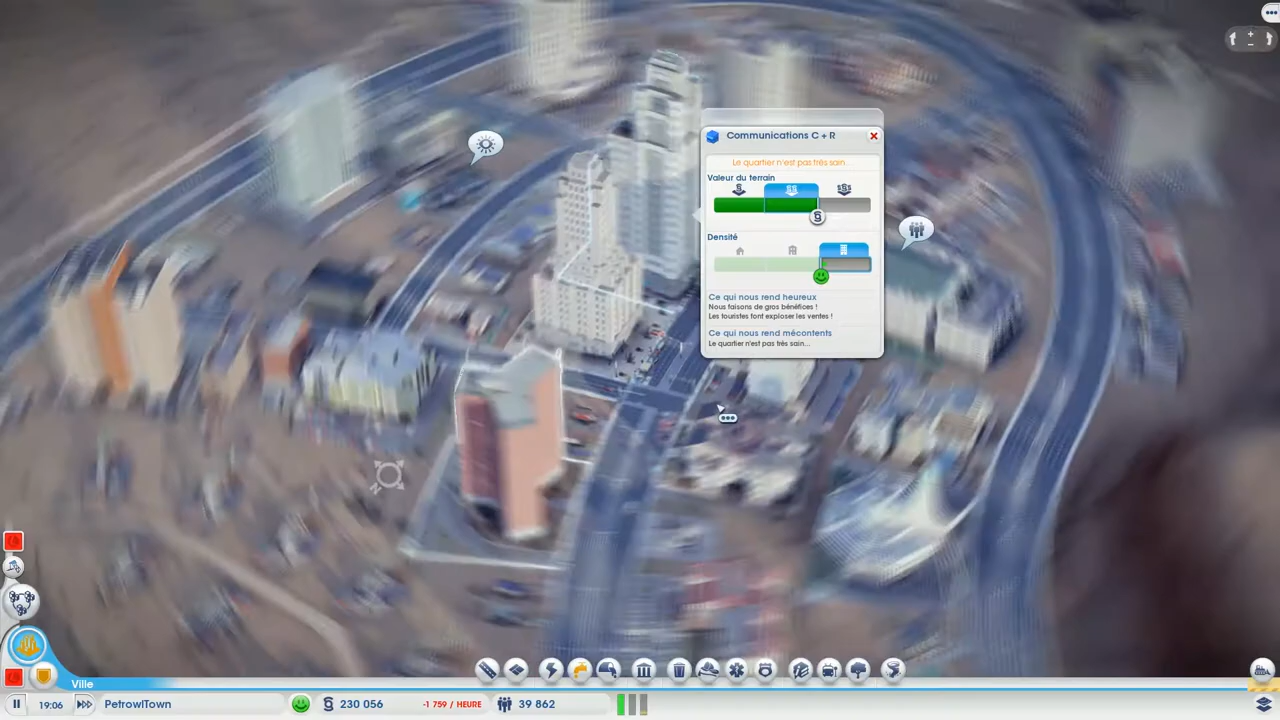 Communications C + R
Le quartier n'est pas très sain...
Valeur du terrain
Densité
Ce qui nous rend heureux
Nous faisons de gros bénéfices !
Les touristes font exploser les ventes !
Ce qui nous rend mécontents
Le quartier n'est pas très sain...
Ville
19:06
PetrowlTown
230 056
-1 759 / HEURE
39 862